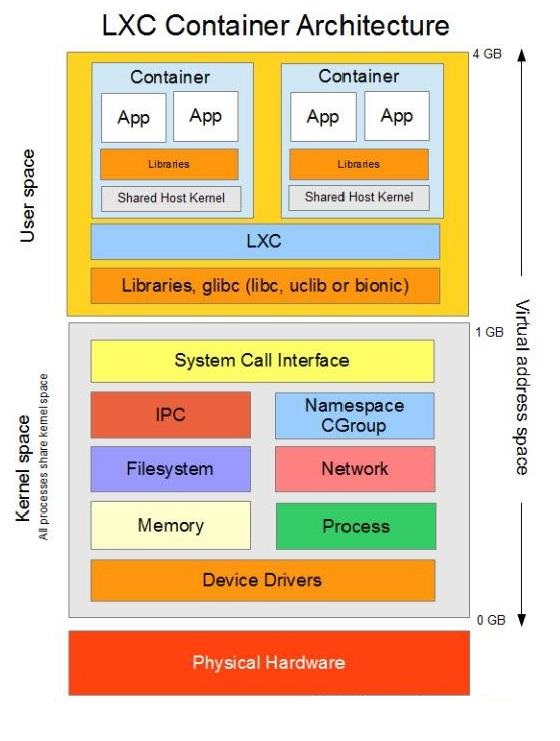 LXC Container Architecture
4 GB
Container
App
App
Libraries
Shared Host Kernel
Container
App
App
Libraries
Shared Host Kernel
LXC
Libraries, glibc (libc, uclib or bionic)
User space
1 GB
System Call Interface
IPC
Namespace
CGroup
Filesystem
Network
Memory
Process
Device Drivers
Kernel space
All processes share kernel space
Virtual address space
0 GB
Physical Hardware